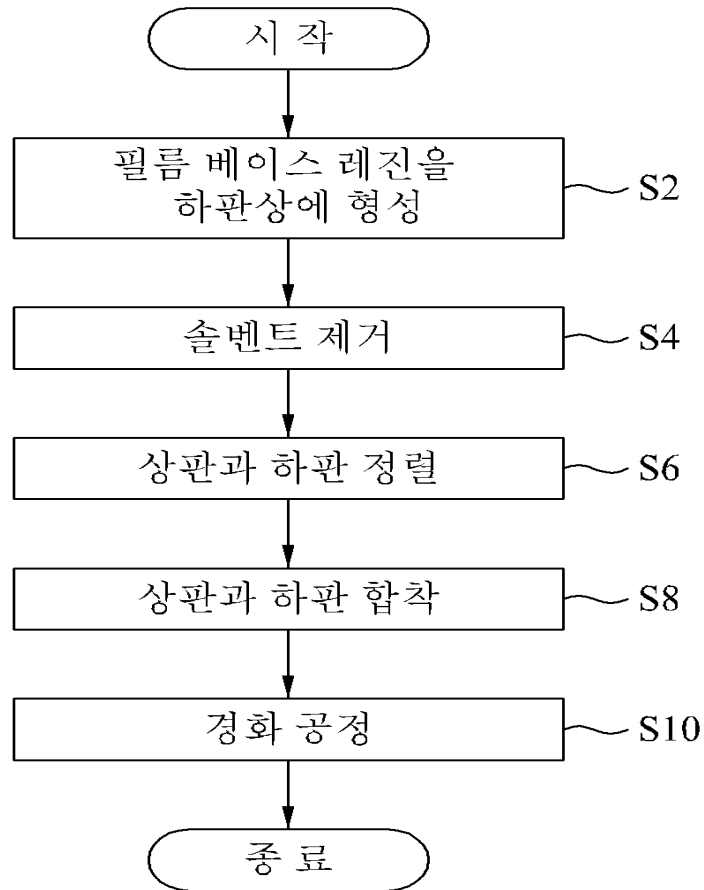 시 작
필름 베이스 레진을
하판상에 형성
S2
솔벤트 제거
S4
상판과 하판 정렬
S6
상판과 하판 합착
S8
경화 공정
S10
종 료